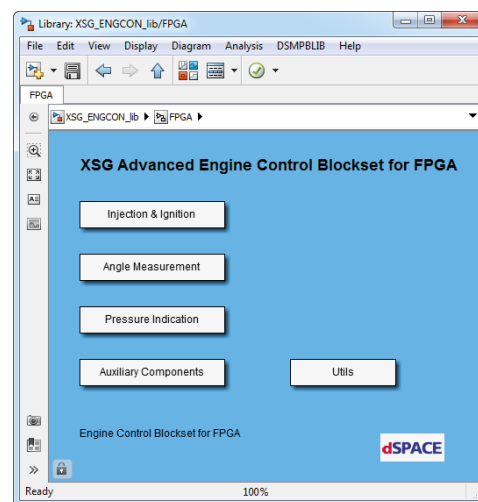 Library: XSG_ENGCON_lib/FPGA
File Edit View Display Diagram Analysis DSMPBLIB Help
FPGA
XSG_ENGCON_lib FPGA
XSG Advanced Engine Control Blockset for FPGA
Injection & Ignition
Angle Measurement
Pressure Indication
Auxiliary Components Utils
Engine Control Blockset for FPGA
dSPACE
Ready 100%